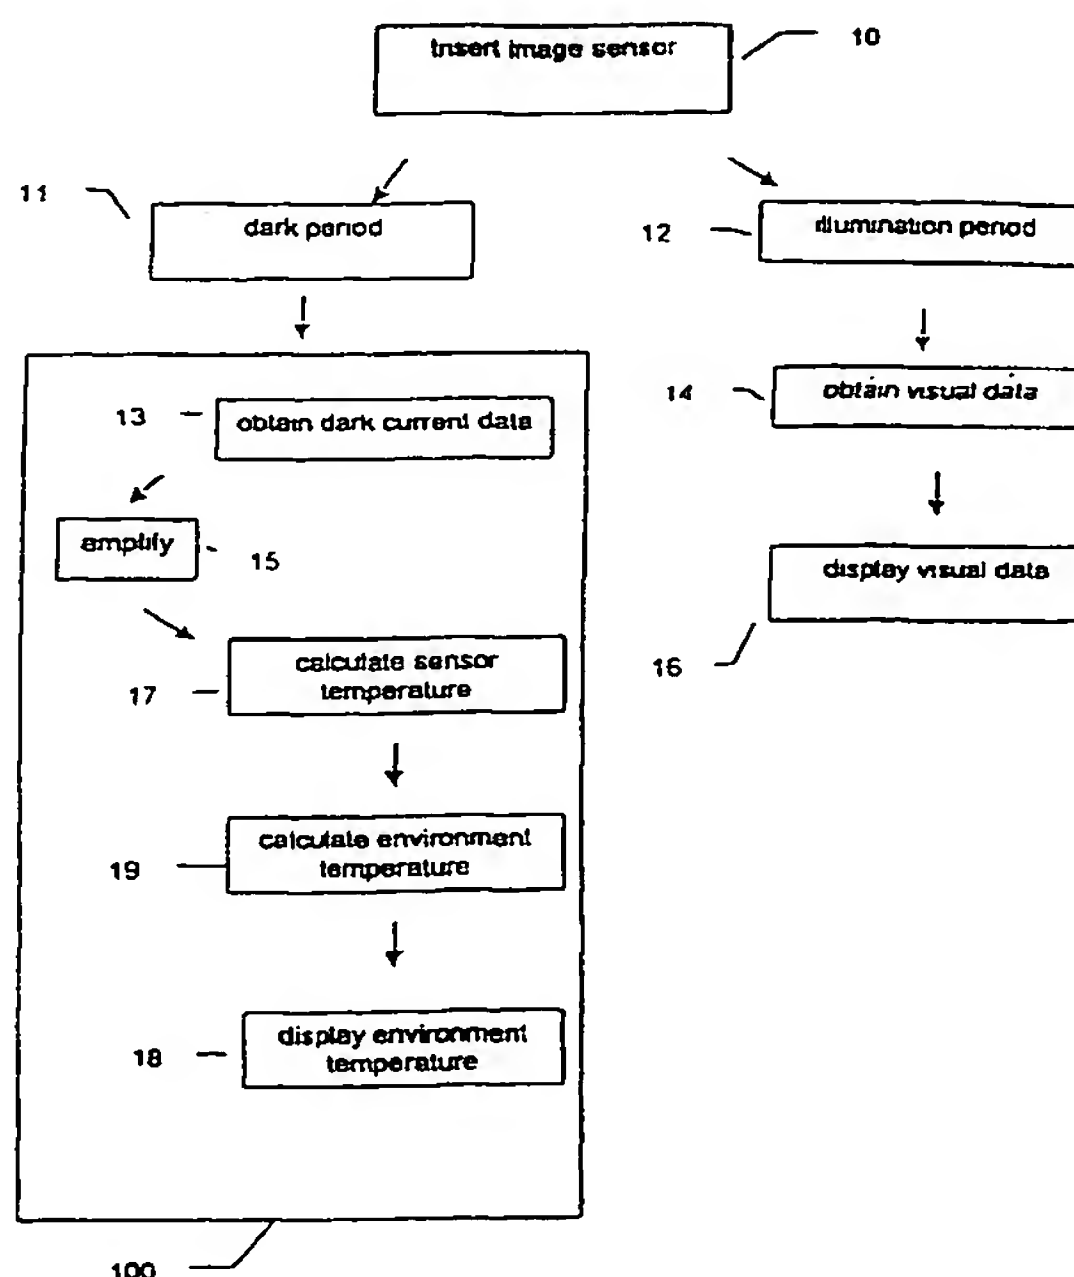 Insert image sensor
10
11
dark period
12
illumination period
13
obtain dark current data
14
obtain visual data
amplify
15
display visual data
16
calculate sensor
temperature
17
calculate environment
temperature
19
display environment
temperature
18
100